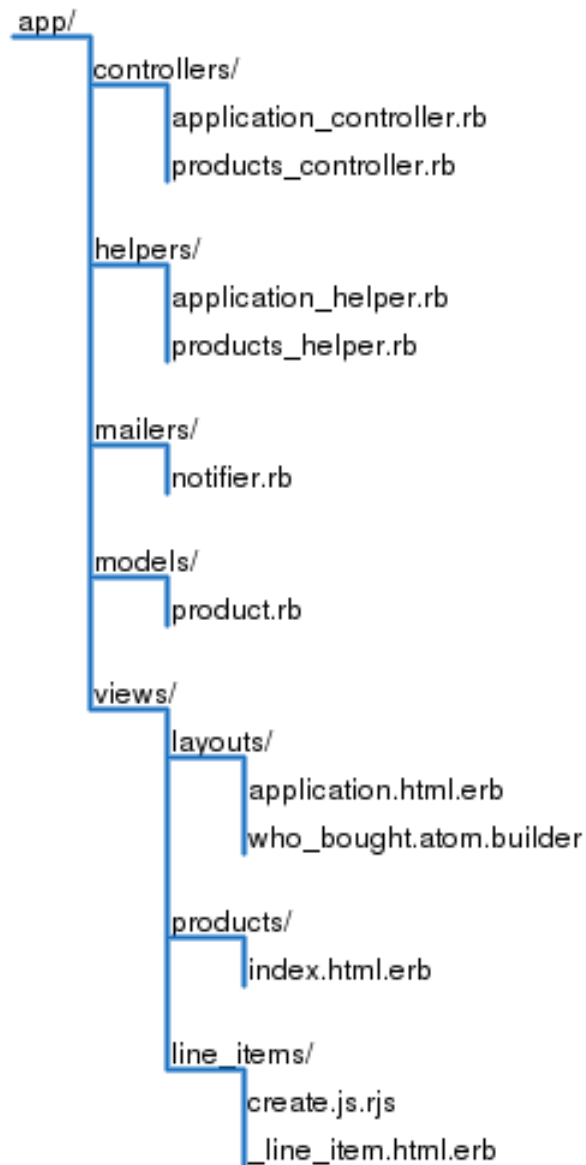 app/
controllers/
application_controller.rb
products_controller.rb
helpers/
application_helper.rb
products_helper.rb
mailers/
notifier.rb
models/
product.rb
views/
layouts/
application.html.erb
who_bought.atom.builder
products/
index.html.erb
line_items/
create.js.rjs
_line_item.html.erb